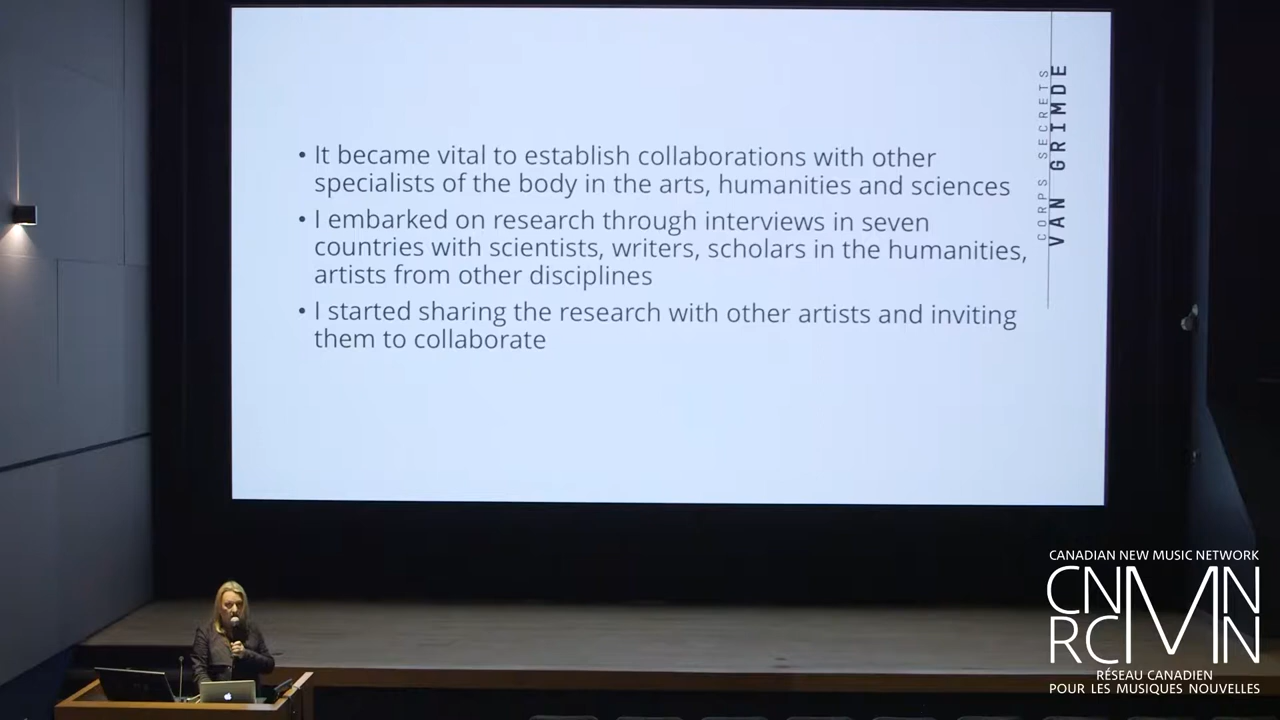 • It became vital to establish collaborations with other
specialists of the body in the arts, humanities and sciences
• I embarked on research through interviews in seven
countries with scientists, writers, scholars in the humanities,
artists from other disciplines
• I started sharing the research with other artists and inviting
them to collaborate
CORPS SECRETS
VAN GRIMDE
CANADIAN NEW MUSIC NETWORK
CNMN
RCMN
RÉSEAU CANADIEN
POUR LES MUSIQUES NOUVELLES